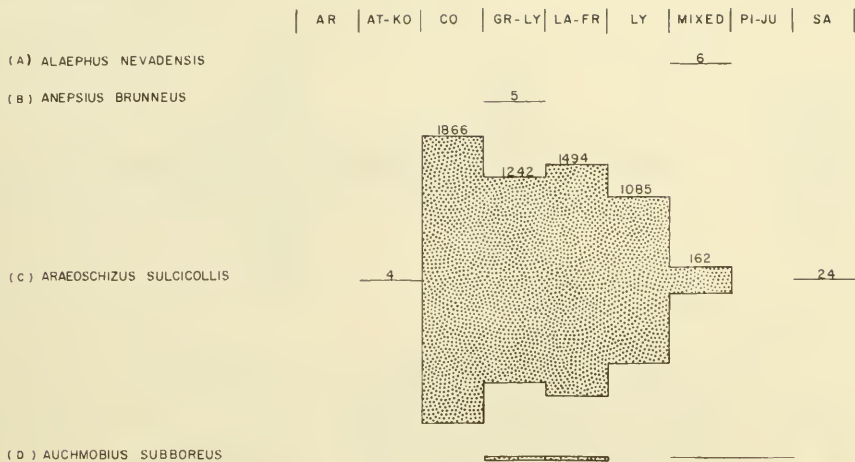 AR | AT-KO | CO | GR-LY | LA-FR | LY | MIXED | PI-JU | SA
(A) ALAEPHUS NEVADENSIS 6
(B) ANEPSIUS BRUNNEUS 5
1866
1494
1242
1085
162
(C) ARAEOSCHIZUS SULCICOLLIS 4 24
(D) AUCHMOBIUS SUBBOREUS